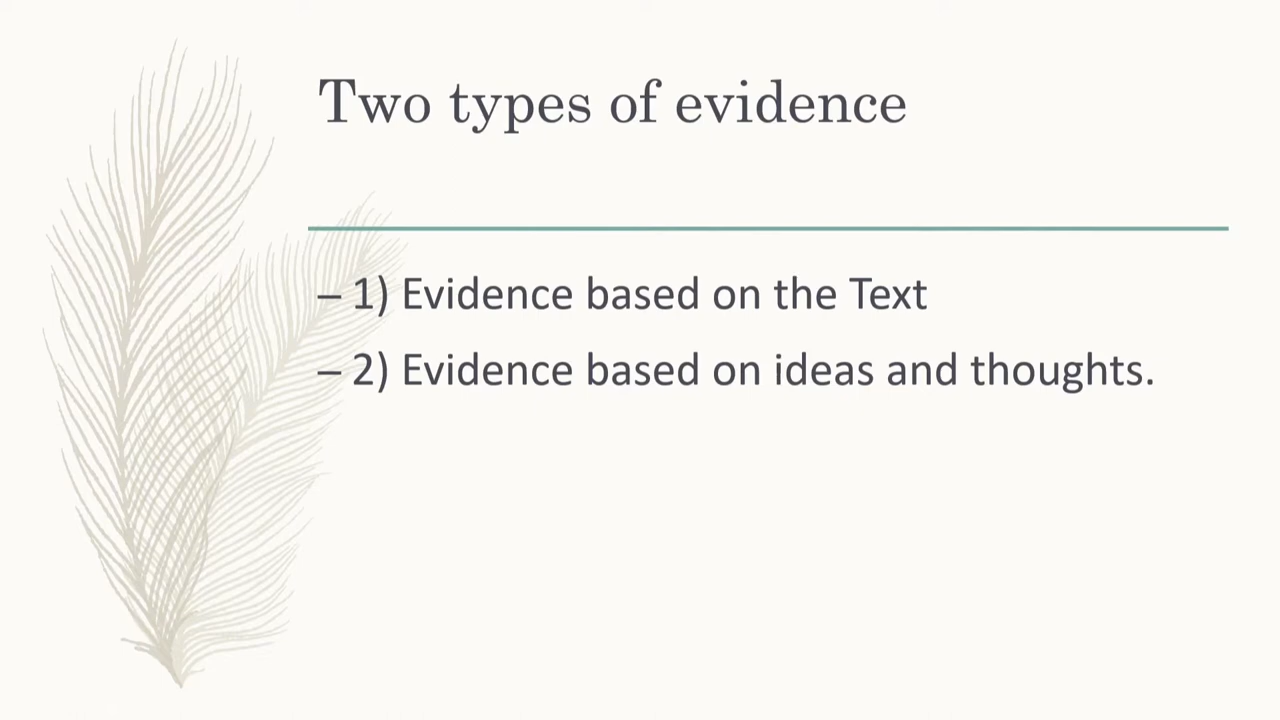 Two types of evidence
– 1) Evidence based on the Text
– 2) Evidence based on ideas and thoughts.